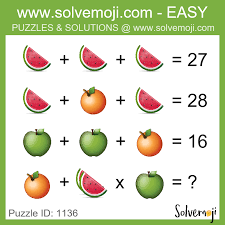 www.solvemoji.com - EASY
PUZZLES & SOLUTIONS @ www.solvemoji.com
+ + = 27
+ + = 28
+ + = 16
+ x = ?
Puzzle ID: 1136
Solvemoji